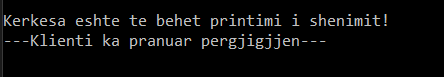 Kerkesa eshte te behet printimi i shenimit!
---Klienti ka pranuar pergjigjjen---